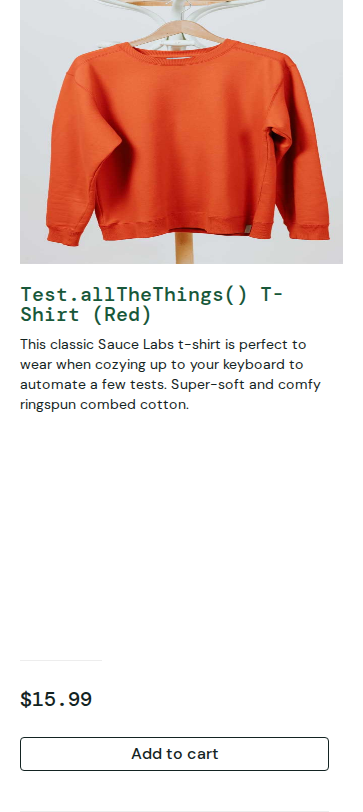 Test.allTheThings() T-
Shirt (Red)
This classic Sauce Labs t-shirt is perfect to
wear when cozying up to your keyboard to
automate a few tests. Super-soft and comfy
ringspun combed cotton.
$15.99
Add to cart